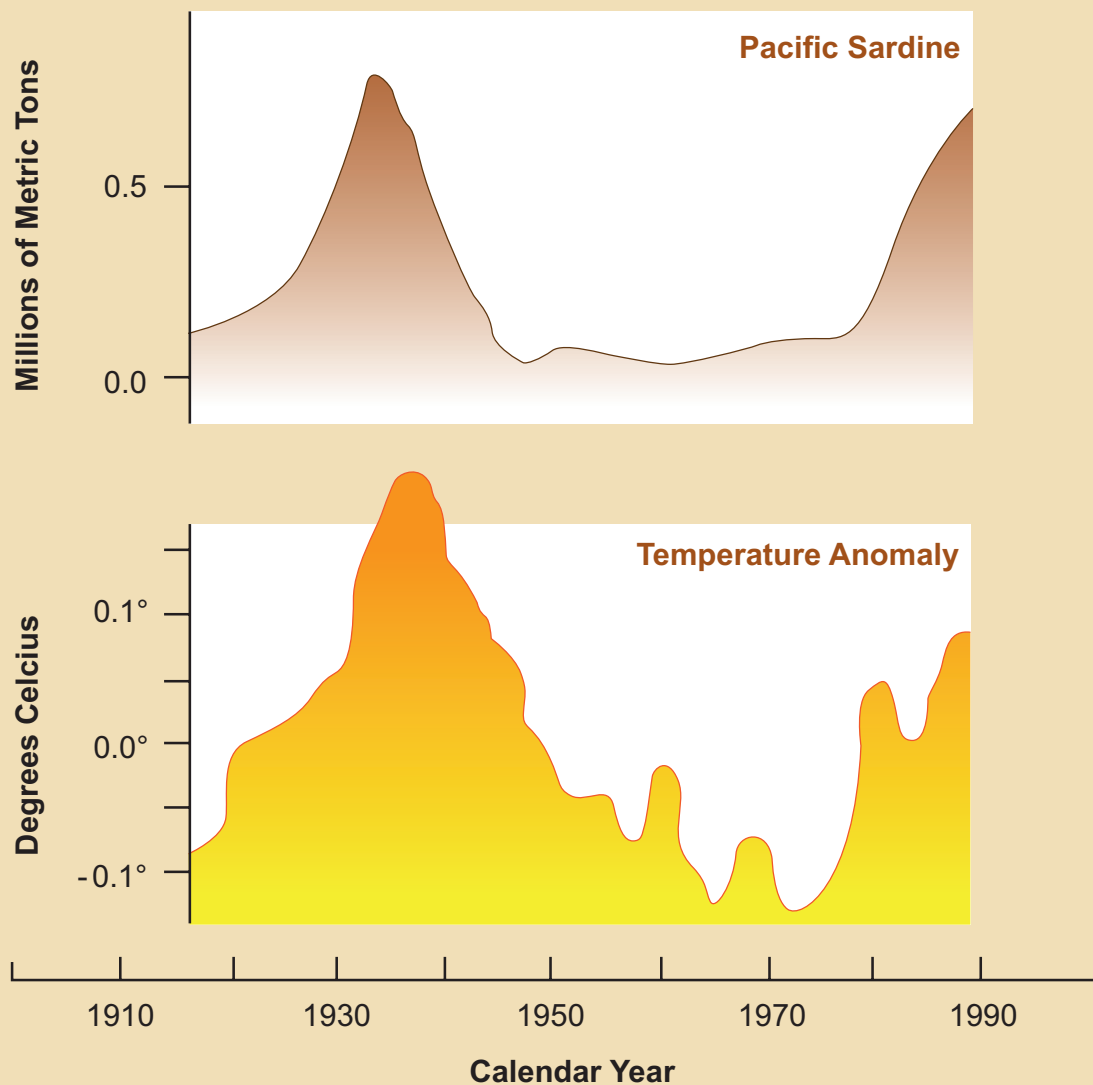 Pacific Sardine
Millions of Metric Tons
0.5
0.0
Temperature Anomaly
Degrees Celcius
0.1°
0.0°
-0.1°
1910 1930 1950 1970 1990
Calendar Year